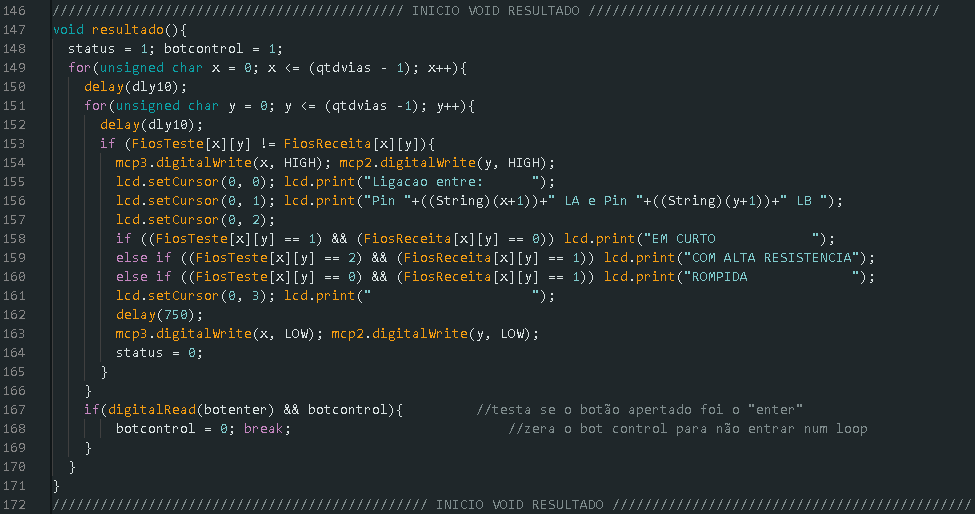 146 //////////////////////////////////////////// INICIO VOID RESULTADO ////////////////////////////////////////////
147 void resultado(){
148   status = 1; botcontrol = 1;
149   for(unsigned char x = 0; x <= (qtdvias - 1); x++){
150     delay(dly10);
151     for(unsigned char y = 0; y <= (qtdvias -1); y++){
152       delay(dly10);
153       if (FiosTeste[x][y] != FiosReceita[x][y]){
154         mcp3.digitalWrite(x, HIGH); mcp2.digitalWrite(y, HIGH);
155         lcd.setCursor(0, 0); lcd.print("Ligacao entre:      ");
156         lcd.setCursor(0, 1); lcd.print("Pin "+((String)(x+1))+" LA e Pin "+((String)(y+1))+" LB ");
157         lcd.setCursor(0, 2);
158         if ((FiosTeste[x][y] == 1) && (FiosReceita[x][y] == 0)) lcd.print("EM CURTO            ");
159         else if ((FiosTeste[x][y] == 2) && (FiosReceita[x][y] == 1)) lcd.print("COM ALTA RESISTENCIA");
160         else if ((FiosTeste[x][y] == 0) && (FiosReceita[x][y] == 1)) lcd.print("ROMPIDA             ");
161         lcd.setCursor(0, 3); lcd.print("                    ");
162         delay(750);
163         mcp3.digitalWrite(x, LOW); mcp2.digitalWrite(y, LOW);
164         status = 0;
165       }
166     }
167     if(digitalRead(botenter) && botcontrol){         //testa se o botão apertado foi o "enter"
168         botcontrol = 0; break;                           //zera o bot control para não entrar num loop
169     }
170   }
171 }
172 /////////////////////////////////////////////// INICIO VOID RESULTADO /////////////////////////////////////////////